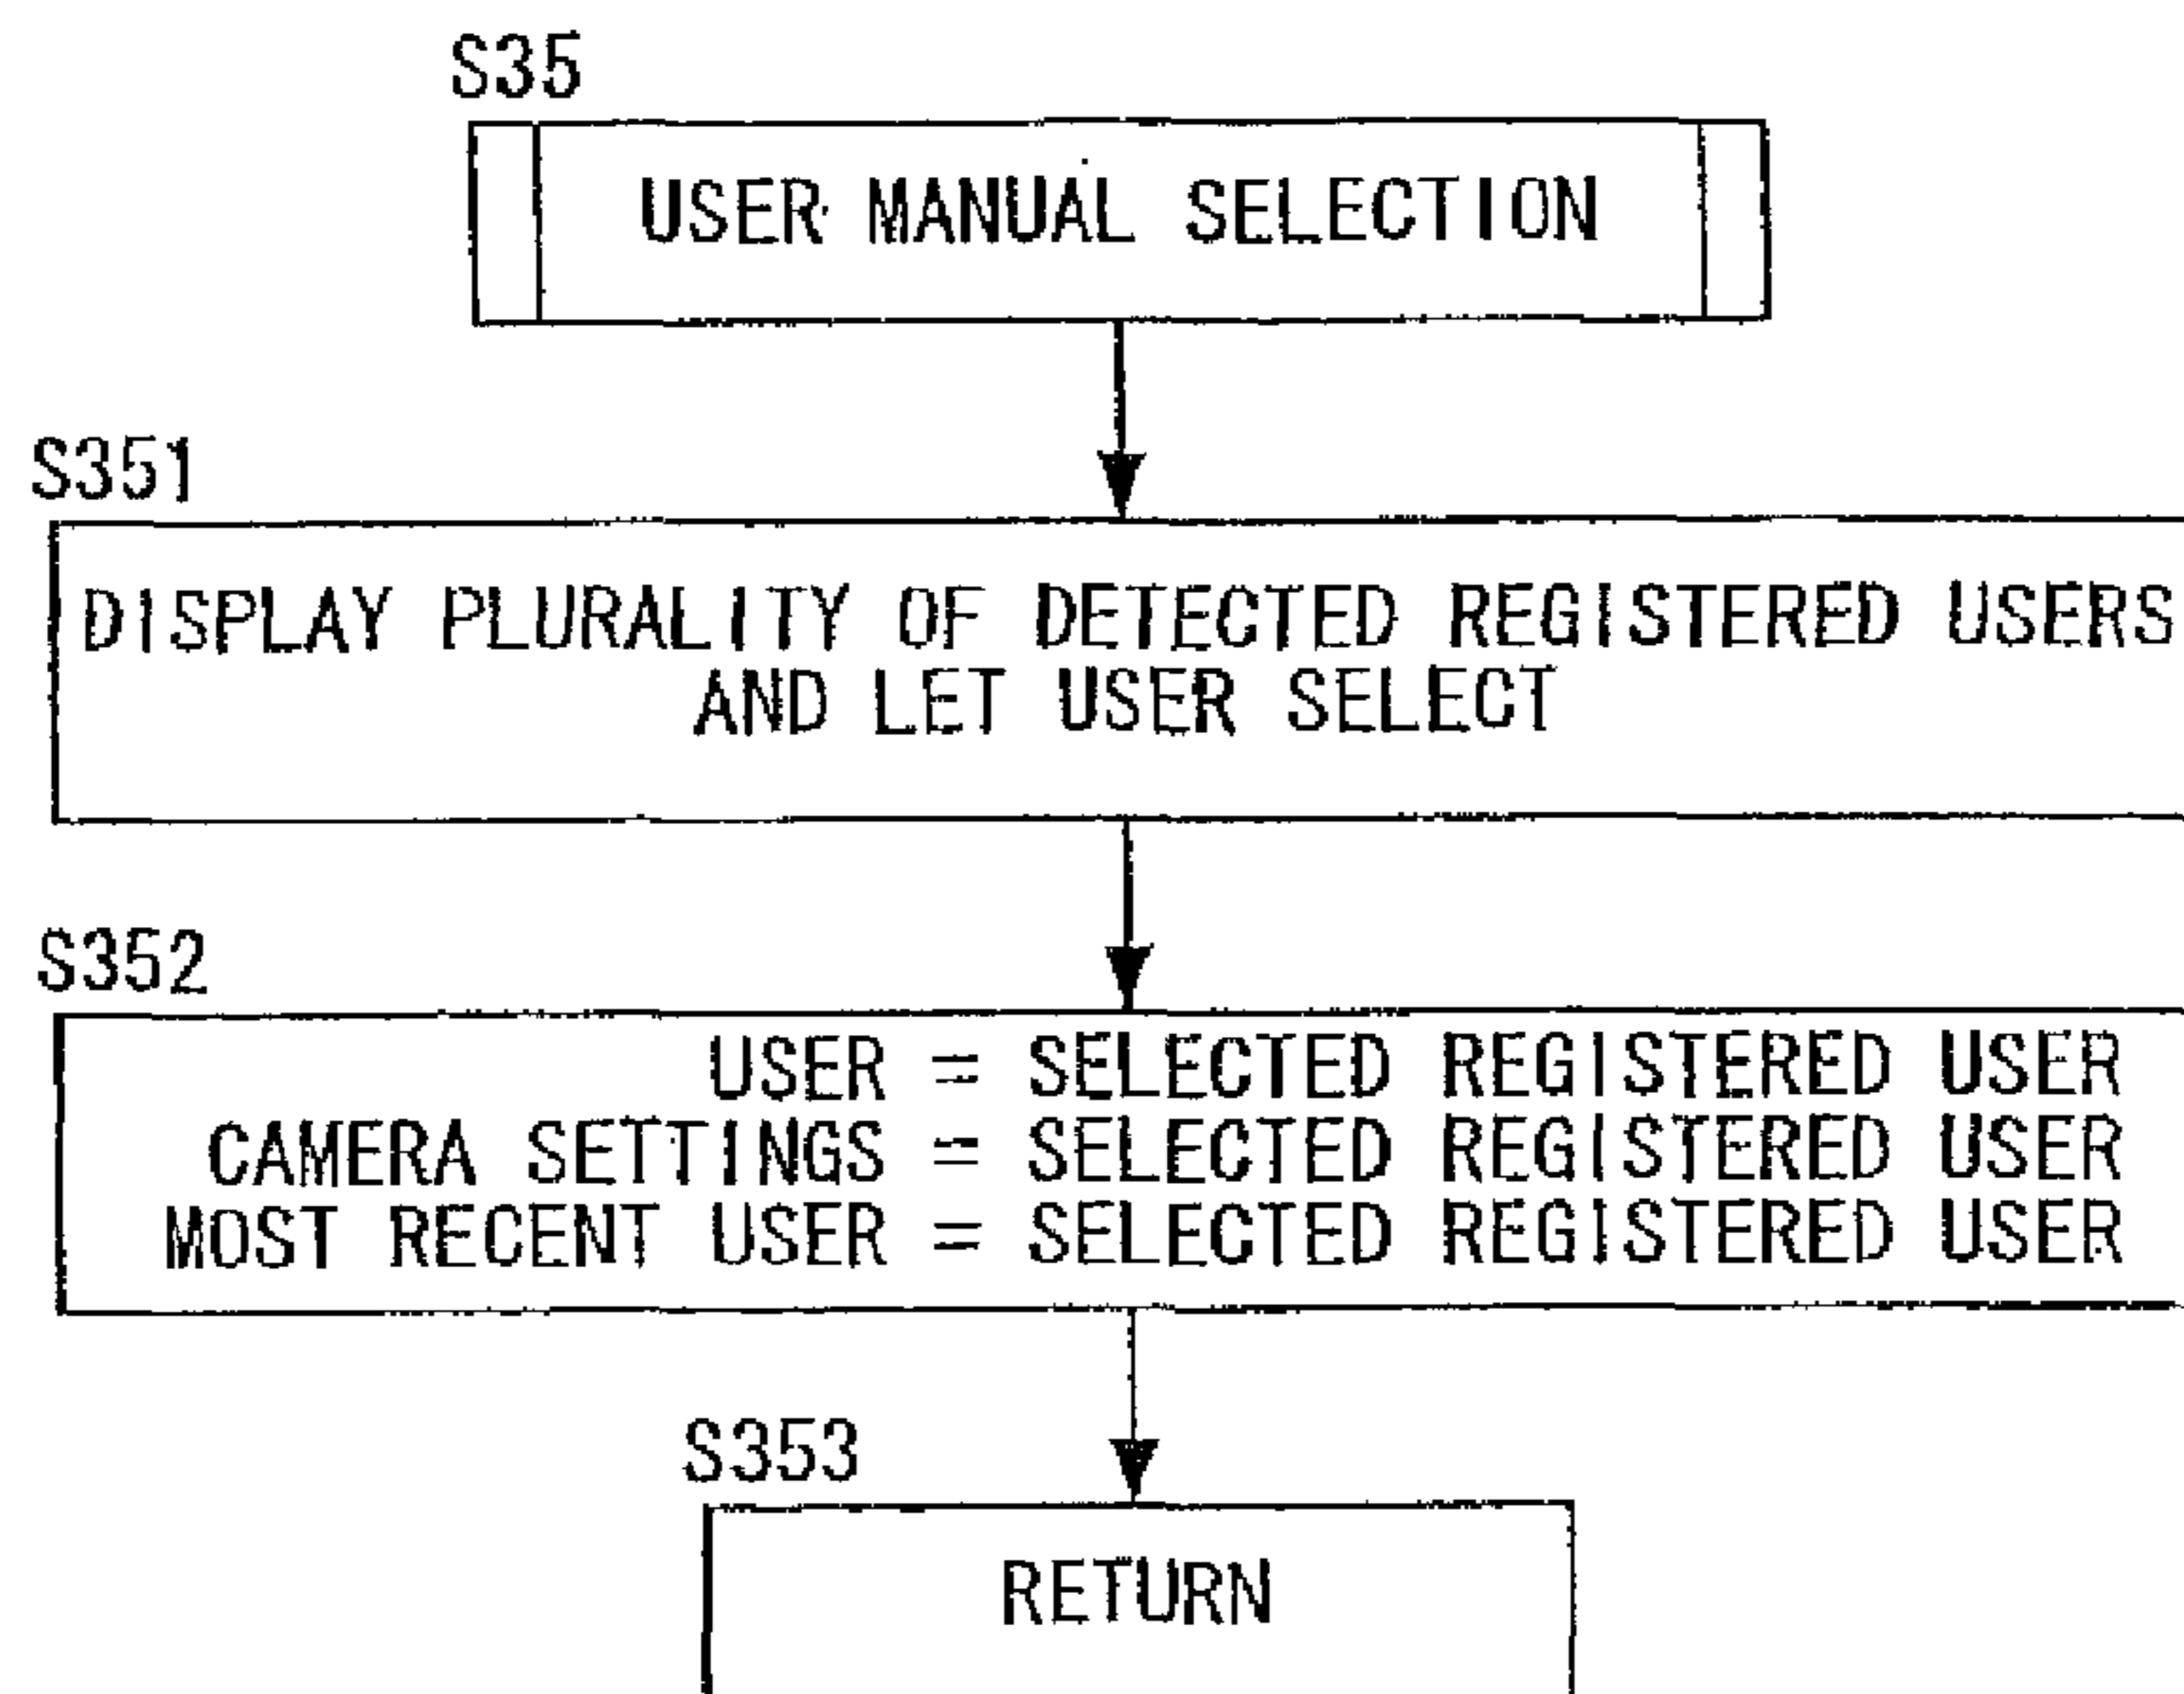 S35
USER MANUAL SELECTION
S351
DISPLAY PLURALITY OF DETECTED REGISTERED USERS
AND LET USER SELECT
S352
USER = SELECTED REGISTERED USER
CAMERA SETTINGS = SELECTED REGISTERED USER
MOST RECENT USER = SELECTED REGISTERED USER
S353
RETURN